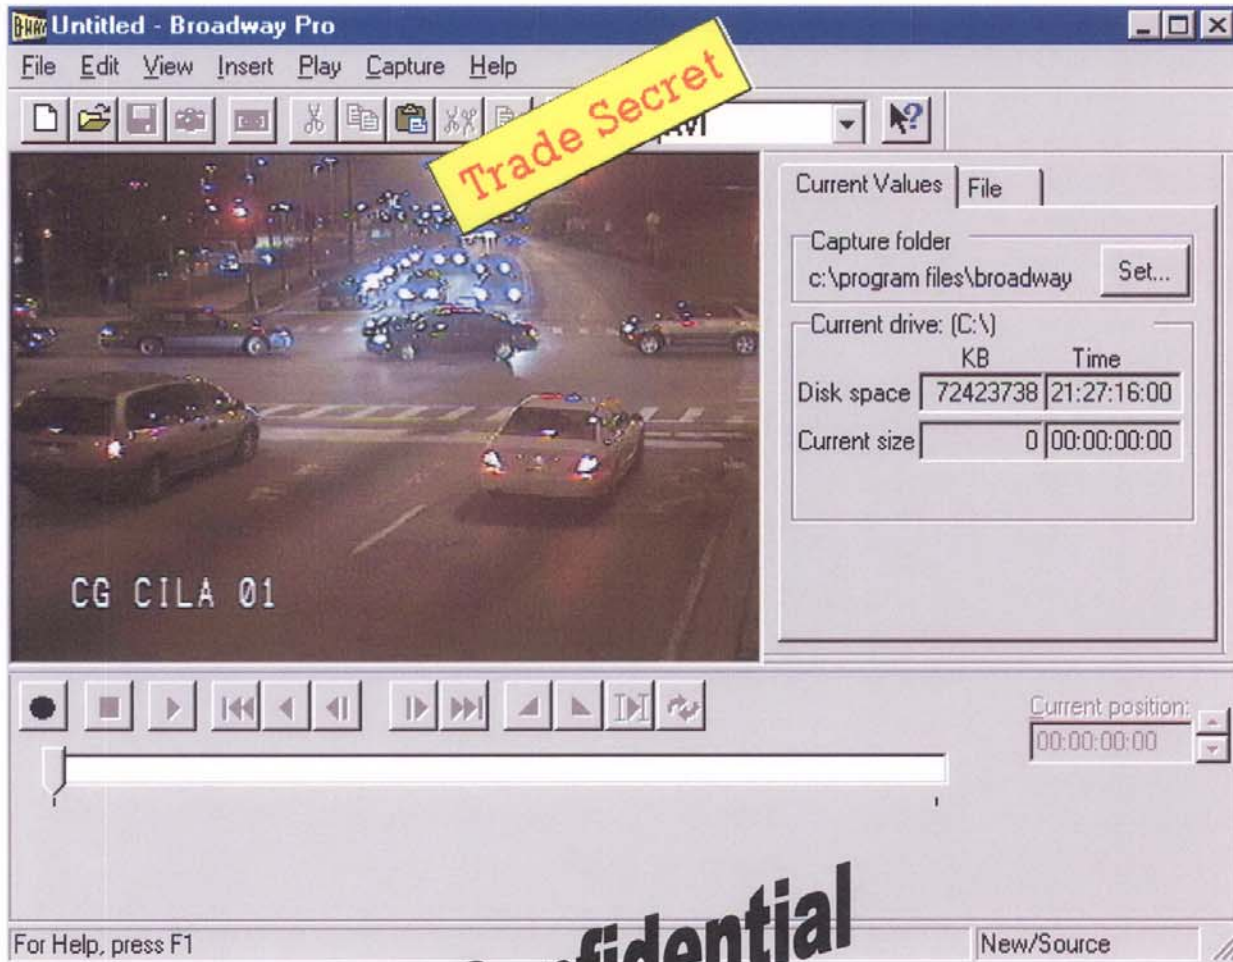 Untitled - Broadway Pro
File Edit View Insert Play Capture Help
Trade Secret
Current Values
File
Capture folder
c:\program files\broadway
Set...
Current drive: (C:\)
KB Time
Disk space 72423738 21:27:16:00
Current size 0 00:00:00:00
CG CILA 01
Current position:
00:00:00:00
For Help, press F1
New/Source